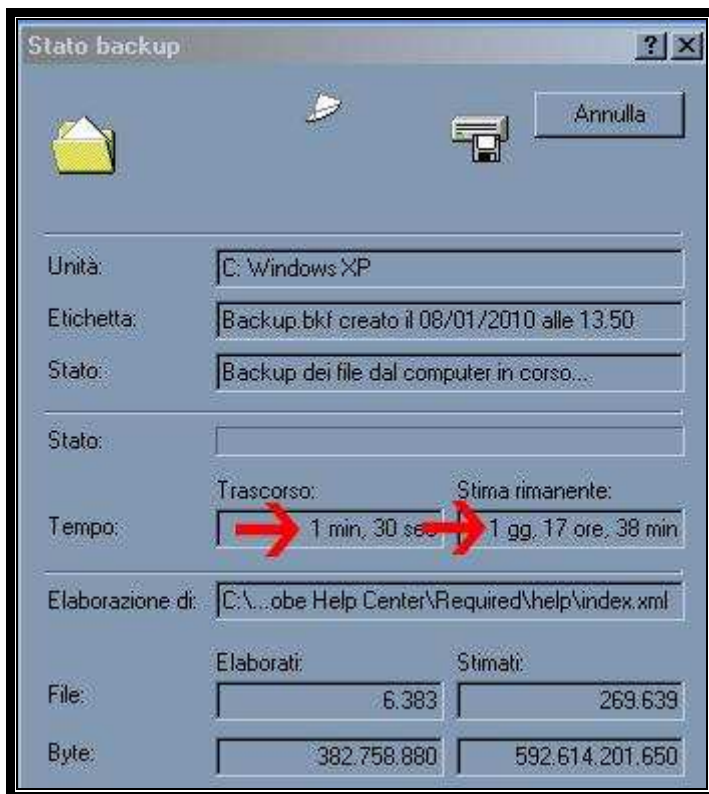 Stato backup
Annulla
Unità: C: Windows XP
Etichetta: Backup.bkf creato il 08/01/2010 alle 13.50
Stato: Backup dei file dal computer in corso...
Stato:
Trascorso: Stima rimanente:
Tempo: 1 min, 30 sec 1 gg, 17 ore, 38 min
Elaborazione di: C:\...obe Help Center\Required\help\index.xml
Elaborati: Stimati:
File: 6.383 269.639
Byte: 382.758.880 592.614.201.650